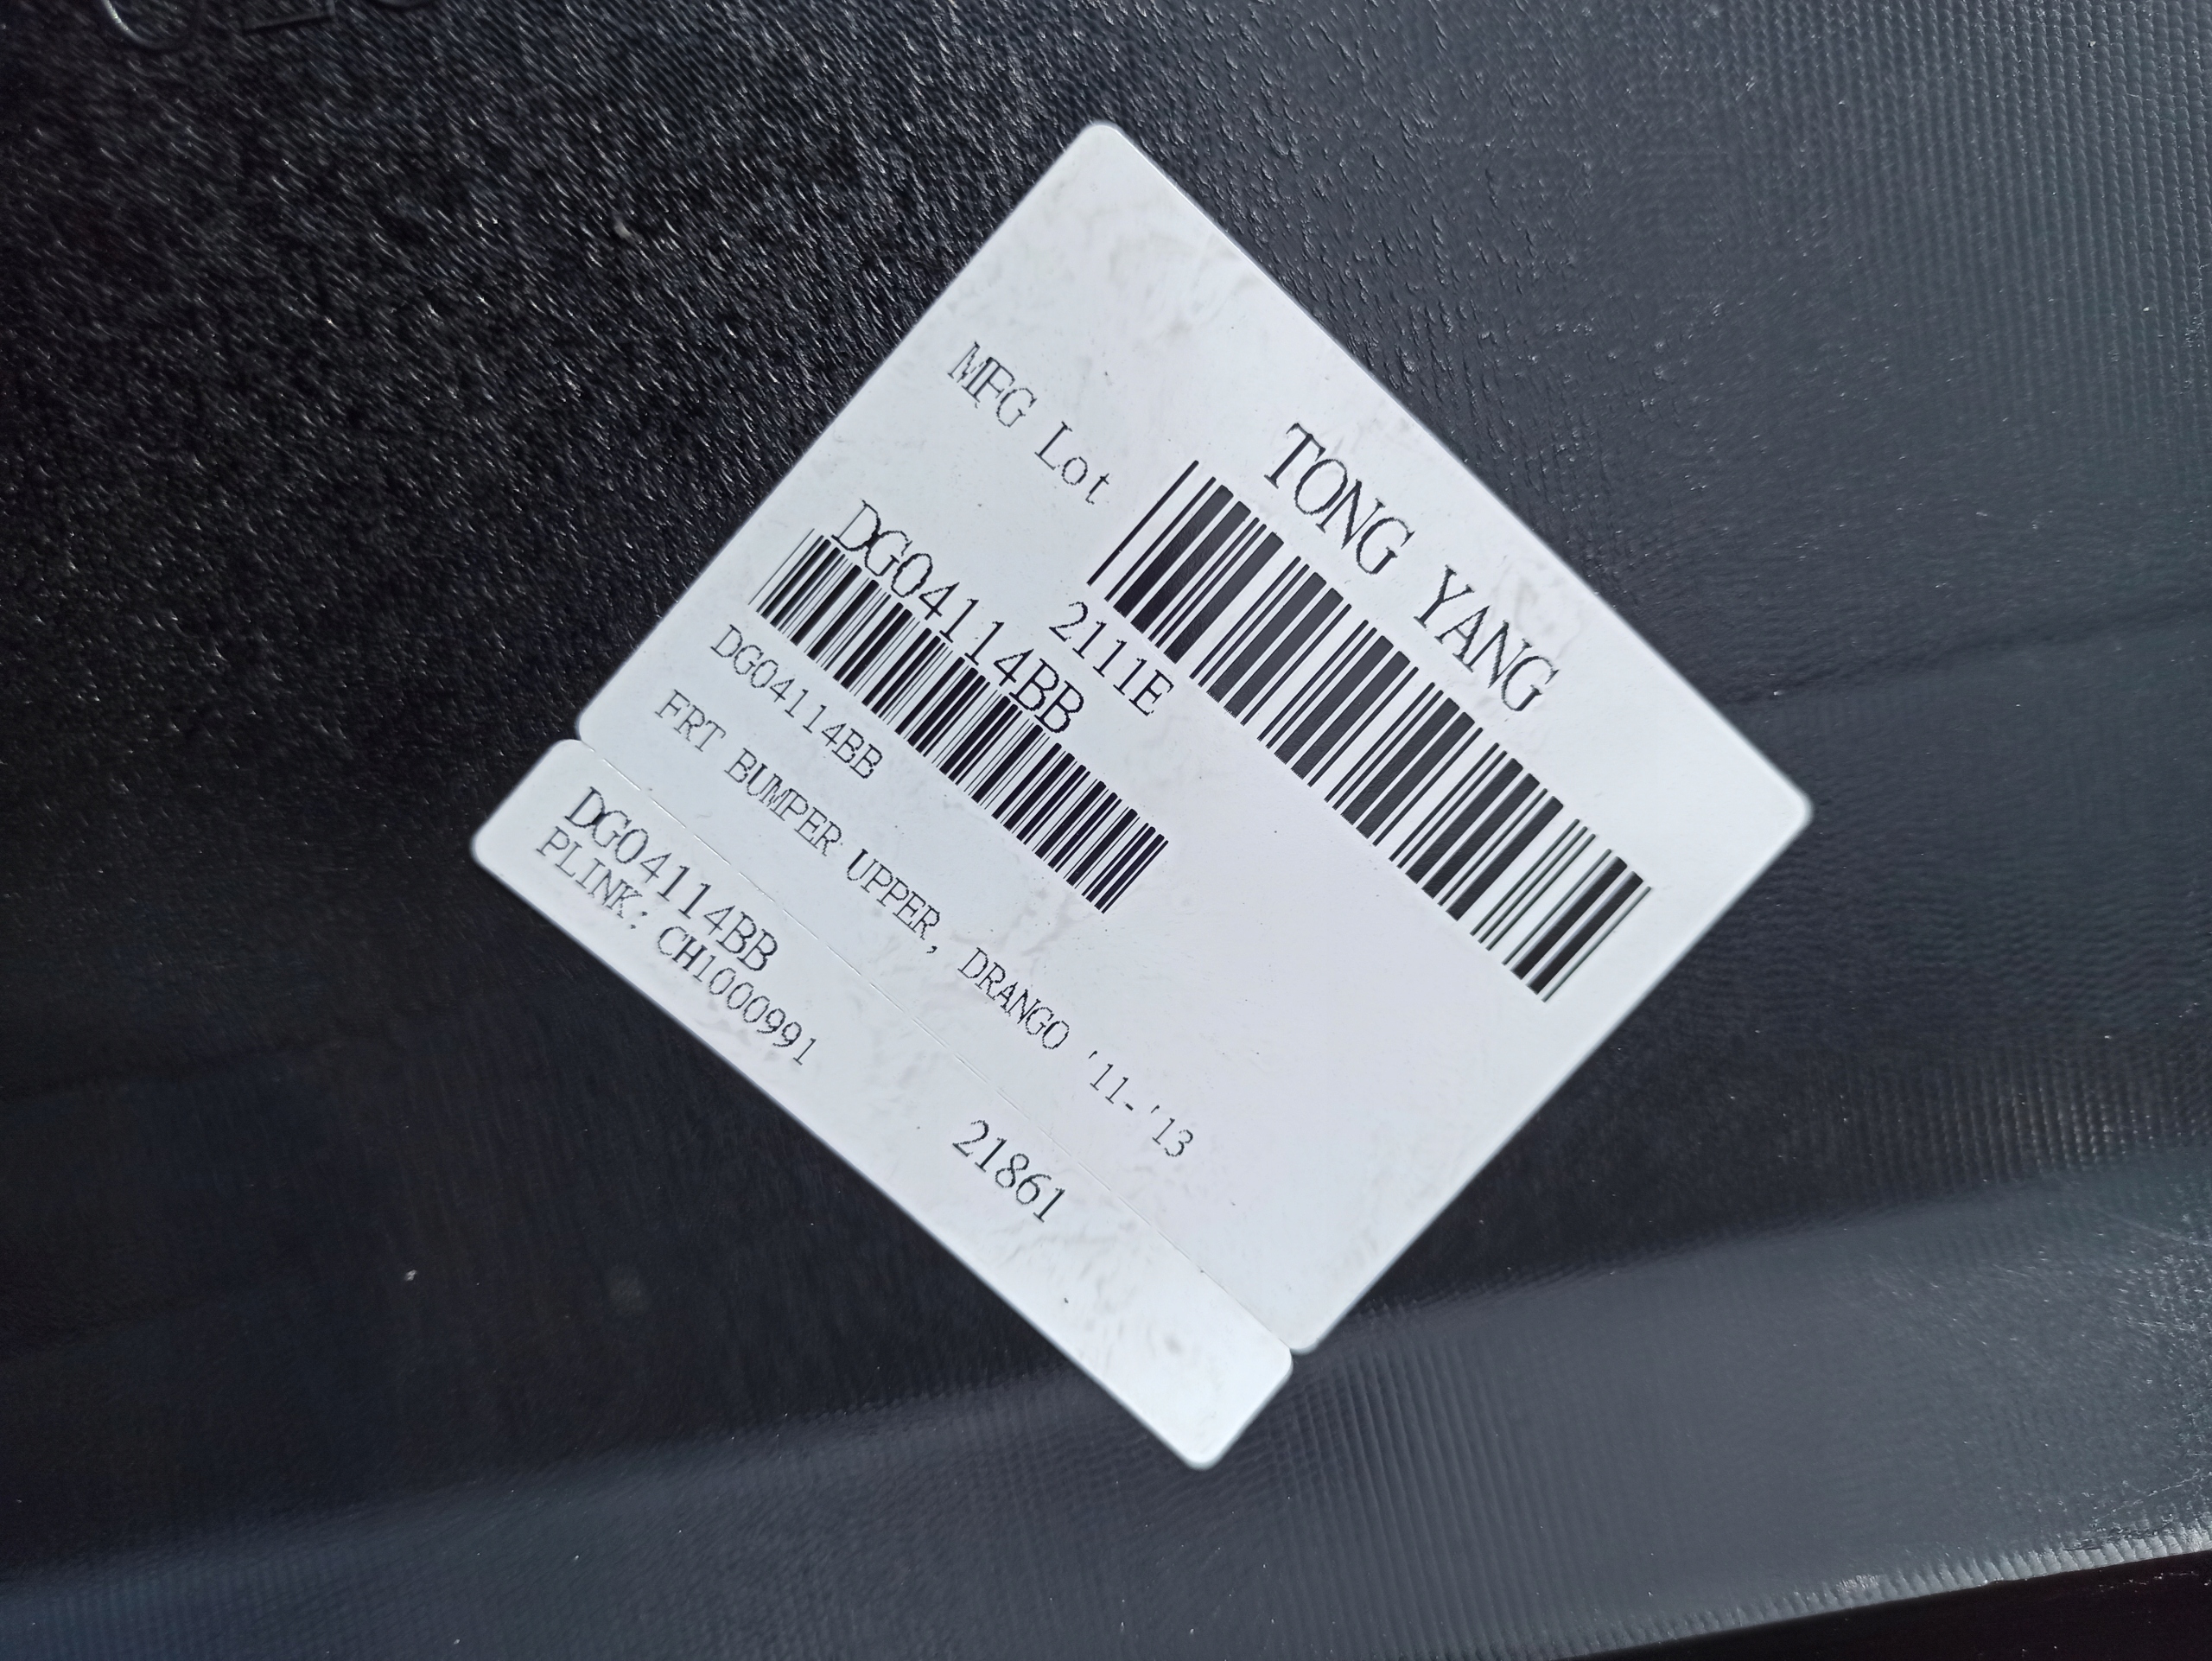 TONG YANG
MFG Lot
2111E
DG04114BB
DG04114BB
FRT BUMPER UPPER, DRANGO '11-'13
DG04114BB
PLINK: CH1000991
21861